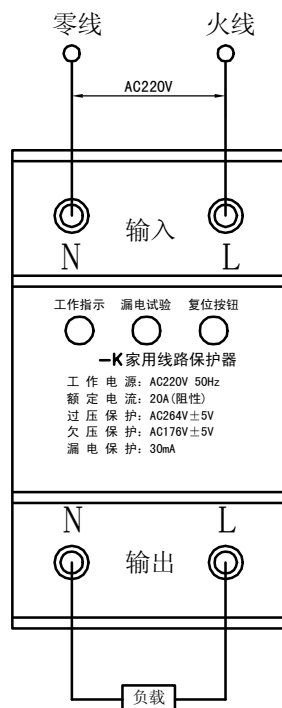 零线 火线
AC220V
输入
N L
工作指示 漏电试验 复位按钮
-K家用线路保护器
工作电源: AC220V 50Hz
额定电流: 20A(阻性)
过压保护: AC264V±5V
欠压保护: AC176V±5V
漏电保护: 30mA
N L
输出
负载